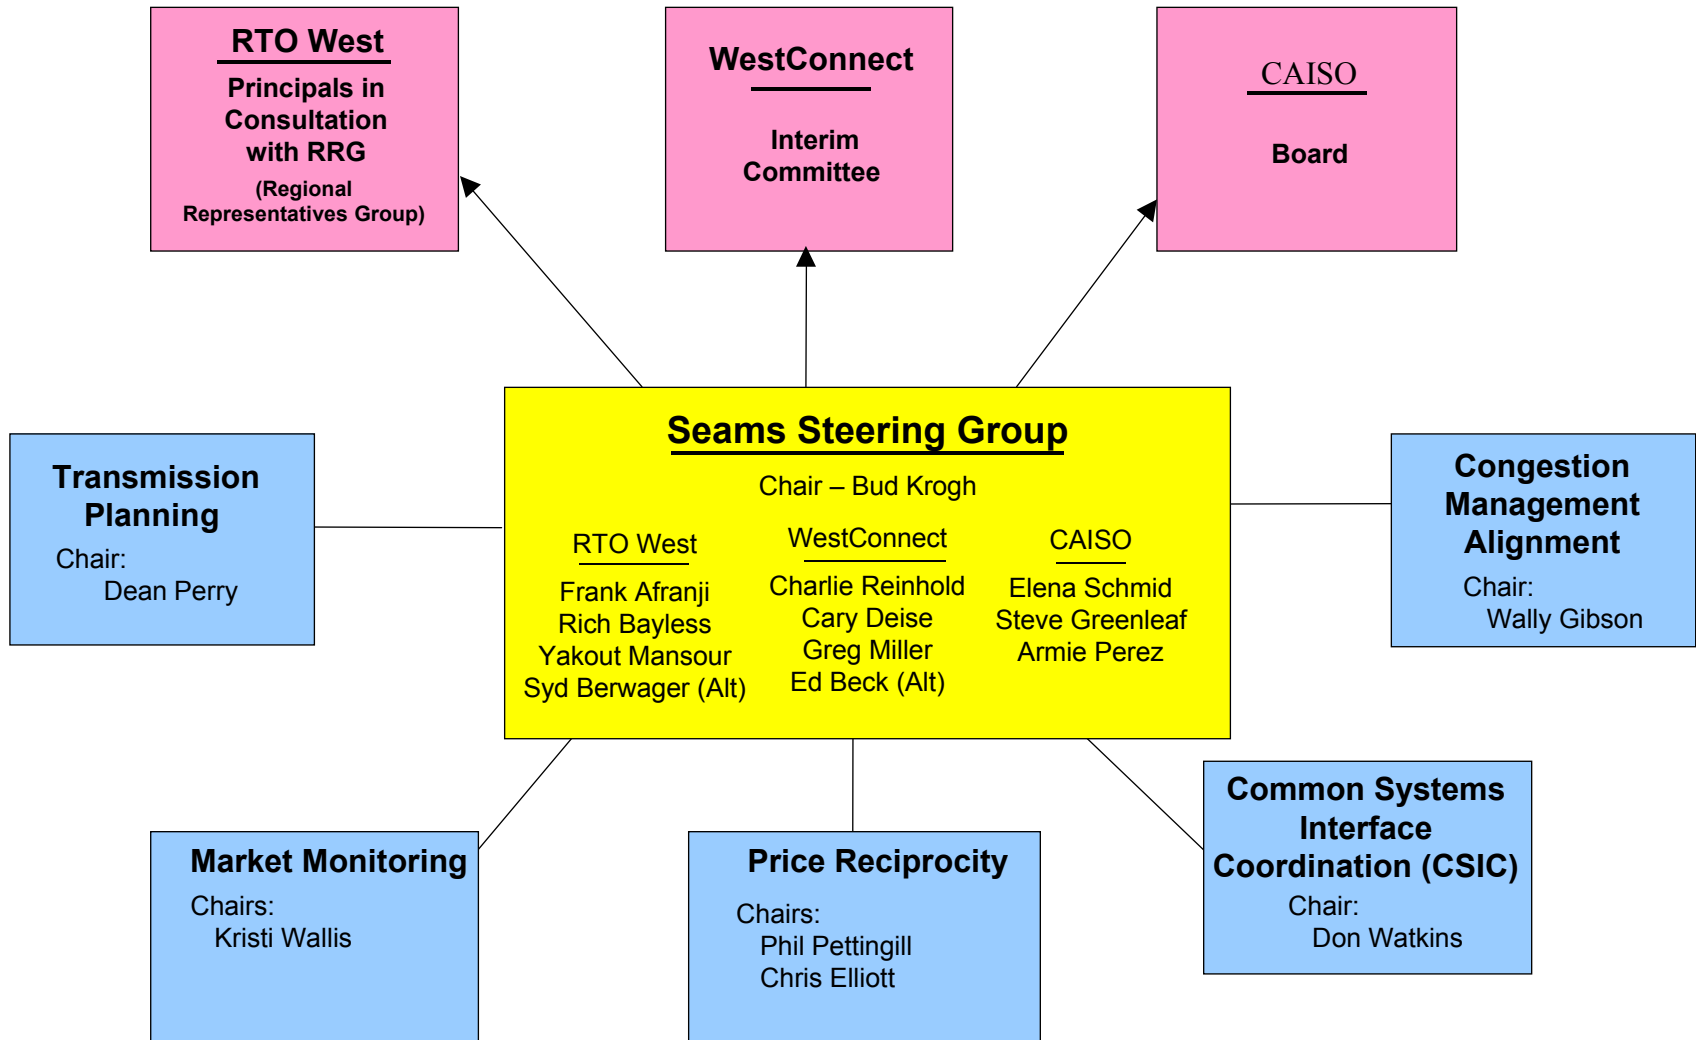 RTO West
Principals in
Consultation
with RRG
(Regional
Representatives Group)
WestConnect
Interim
Committee
CAISO
Board
Seams Steering Group
Chair – Bud Krogh
RTO West
Frank Afranji
Rich Bayless
Yakout Mansour
Syd Berwager (Alt)
WestConnect
Charlie Reinhold
Cary Deise
Greg Miller
Ed Beck (Alt)
CAISO
Elena Schmid
Steve Greenleaf
Armie Perez
Transmission
Planning
Chair:
Dean Perry
Congestion
Management
Alignment
Chair:
Wally Gibson
Market Monitoring
Chairs:
Kristi Wallis
Price Reciprocity
Chairs:
Phil Pettingill
Chris Elliott
Common Systems
Interface
Coordination (CSIC)
Chair:
Don Watkins